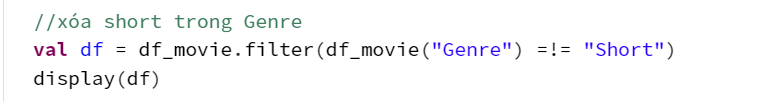 //xóa short trong Genre
val df = df_movie.filter(df_movie("Genre") =!= "Short")
display(df)